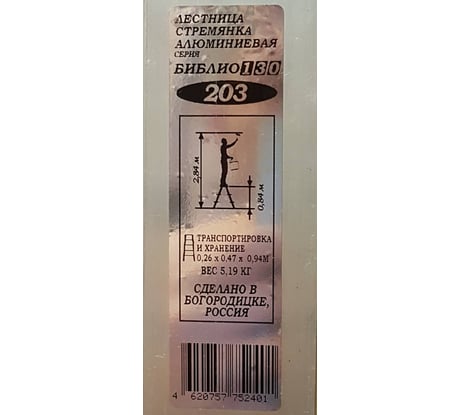 ЛЕСТНИЦА
СТРЕМЯНКА
АЛЮМИНИЕВАЯ
СЕРИЯ
БИБЛИО130
203
2,84 м
0,84 м
ТРАНСПОРТИРОВКА
И ХРАНЕНИЕ
0,26 х 0,47 х 0,94М
ВЕС 5,19 КГ
СДЕЛАНО В
БОГОРОДИЦКЕ,
РОССИЯ
4 620757 752401